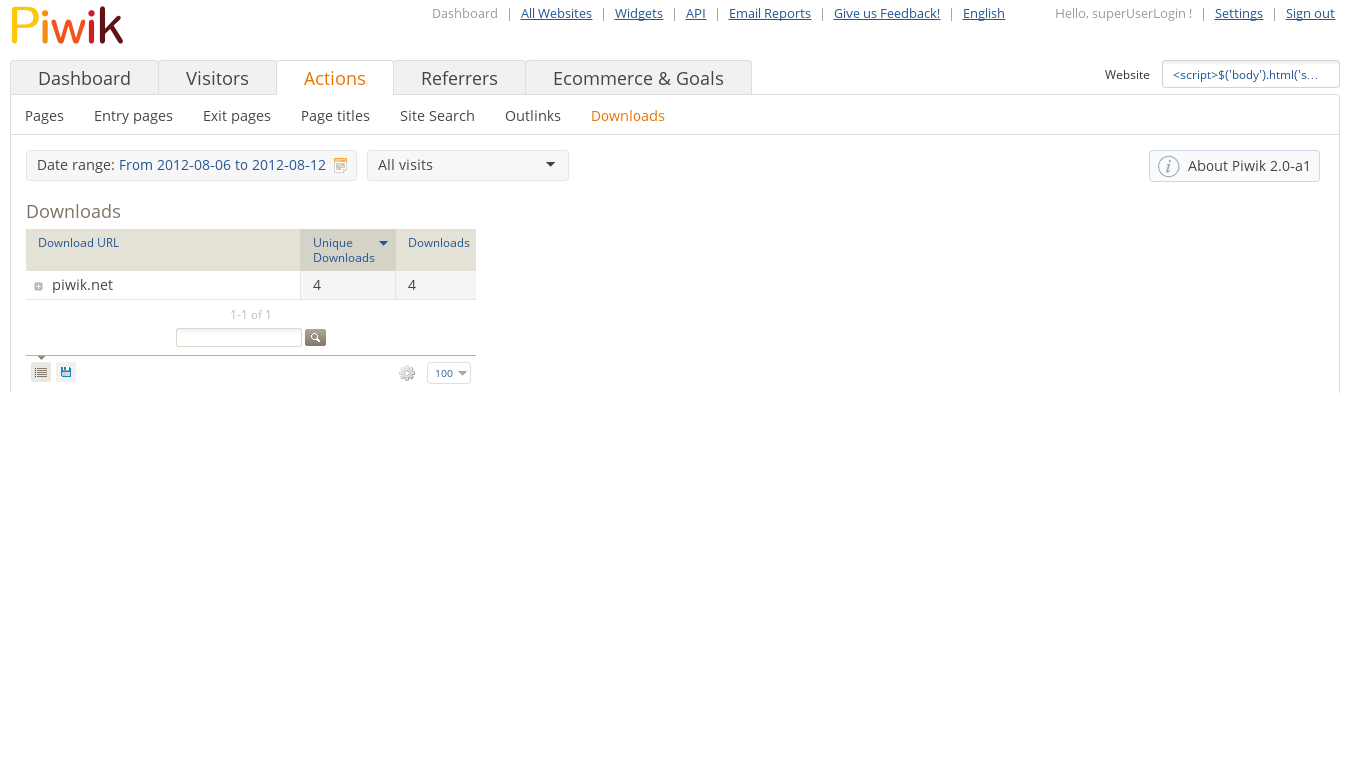 Piwik
Dashboard | All Websites | Widgets | API | Email Reports | Give us Feedback! | English
Hello, superUserLogin ! | Settings | Sign out
Dashboard Visitors Actions Referrers Ecommerce & Goals
Website <script>$('body').html('s...
Pages Entry pages Exit pages Page titles Site Search Outlinks Downloads
Date range: From 2012-08-06 to 2012-08-12
All visits
About Piwik 2.0-a1
Downloads
Download URL
Unique
Downloads
Downloads
piwik.net 4 4
1-1 of 1
100